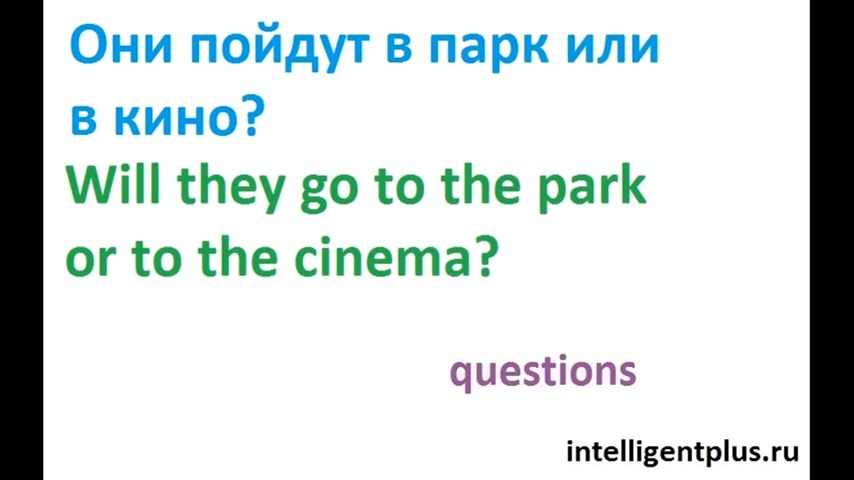 Они пойдут в парк или
в кино?
Will they go to the park
or to the cinema?
questions
intelligentplus.ru